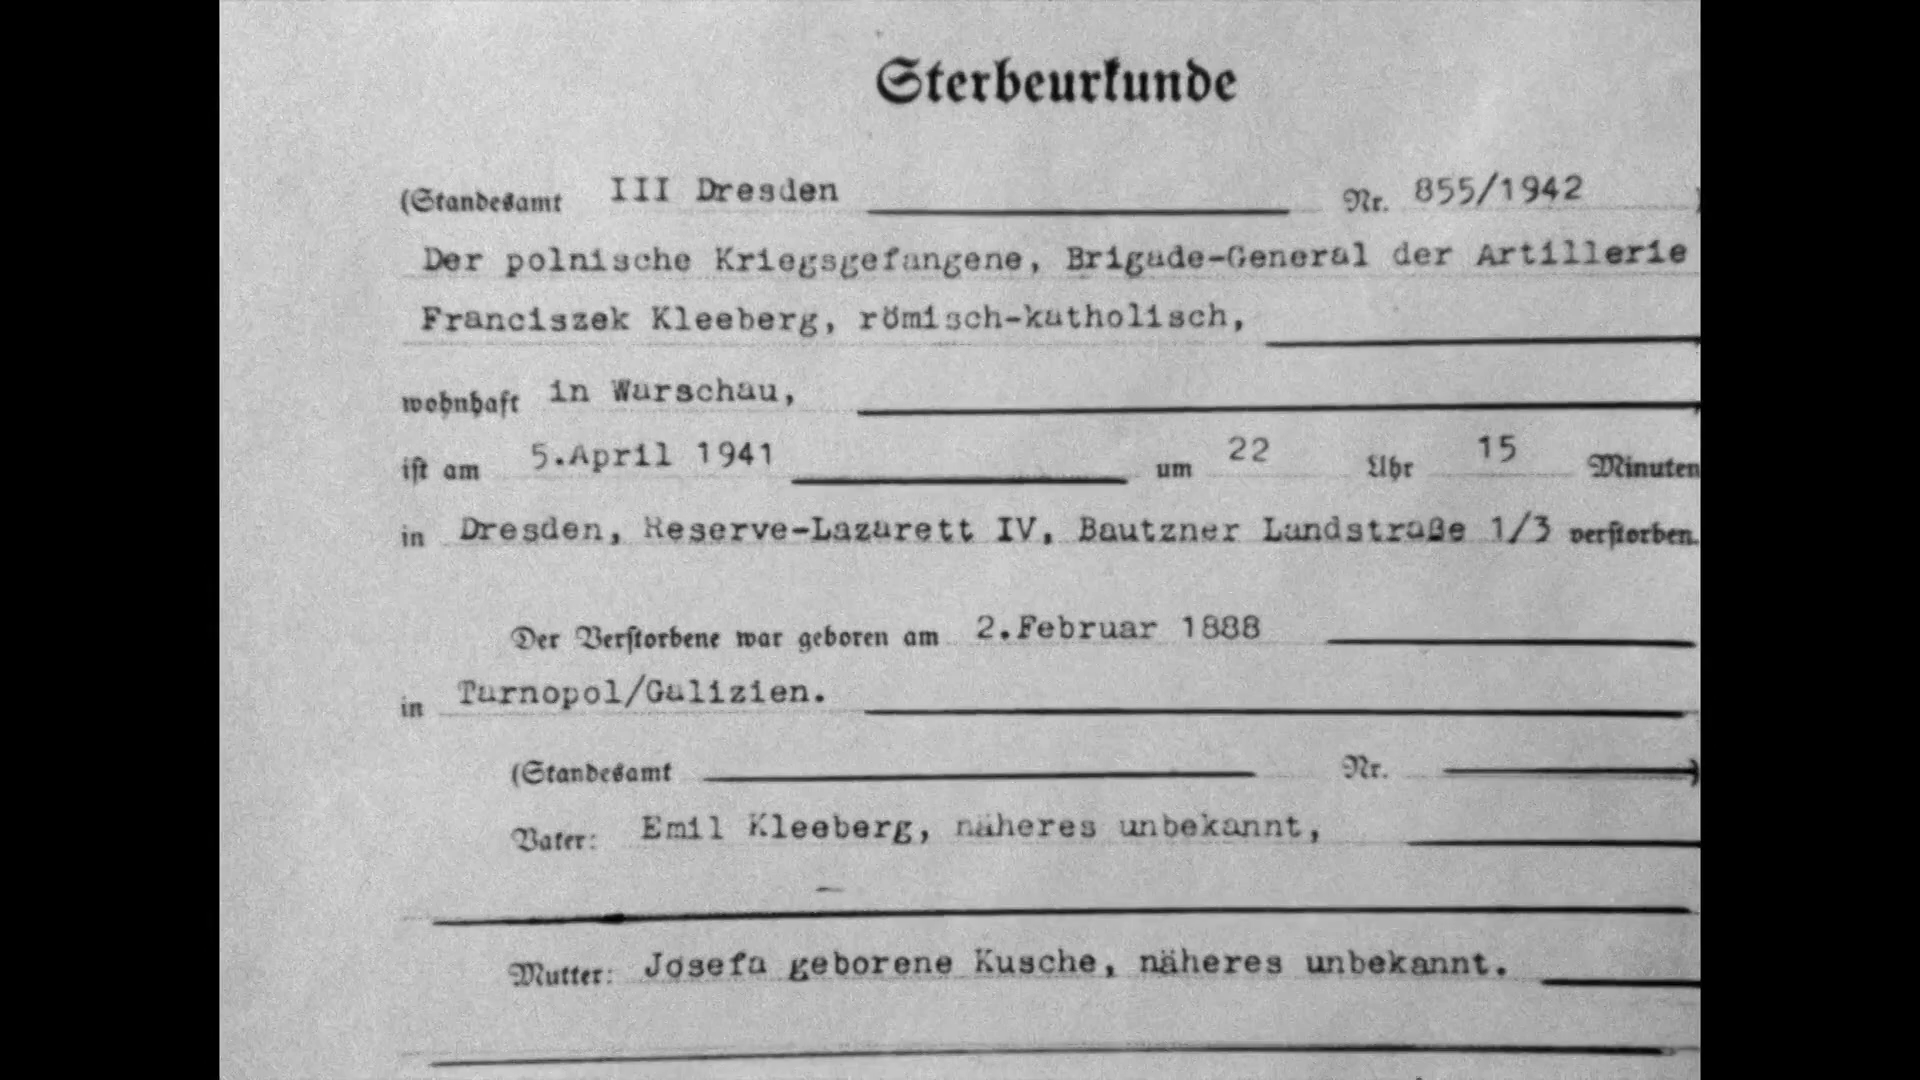 Sterbeurkunde
(Standesamt III Dresden Nr. 855/1942 )
Der polnische Kriegsgefangene, Brigade-General der Artillerie
Franciszek Kleeberg, römisch-katholisch,
wohnhaft in Warschau,
ist am 5.April 1941 um 22 Uhr 15 Minuten
in Dresden, Reserve-Lazarett IV, Bautzner Landstraße 1/3 verstorben.
Der Verstorbene war geboren am 2.Februar 1888
in Tarnopol/Galizien.
(Standesamt Nr. )
Vater: Emil Kleeberg, näheres unbekannt,
Mutter: Josefa geborene Kusche, näheres unbekannt.